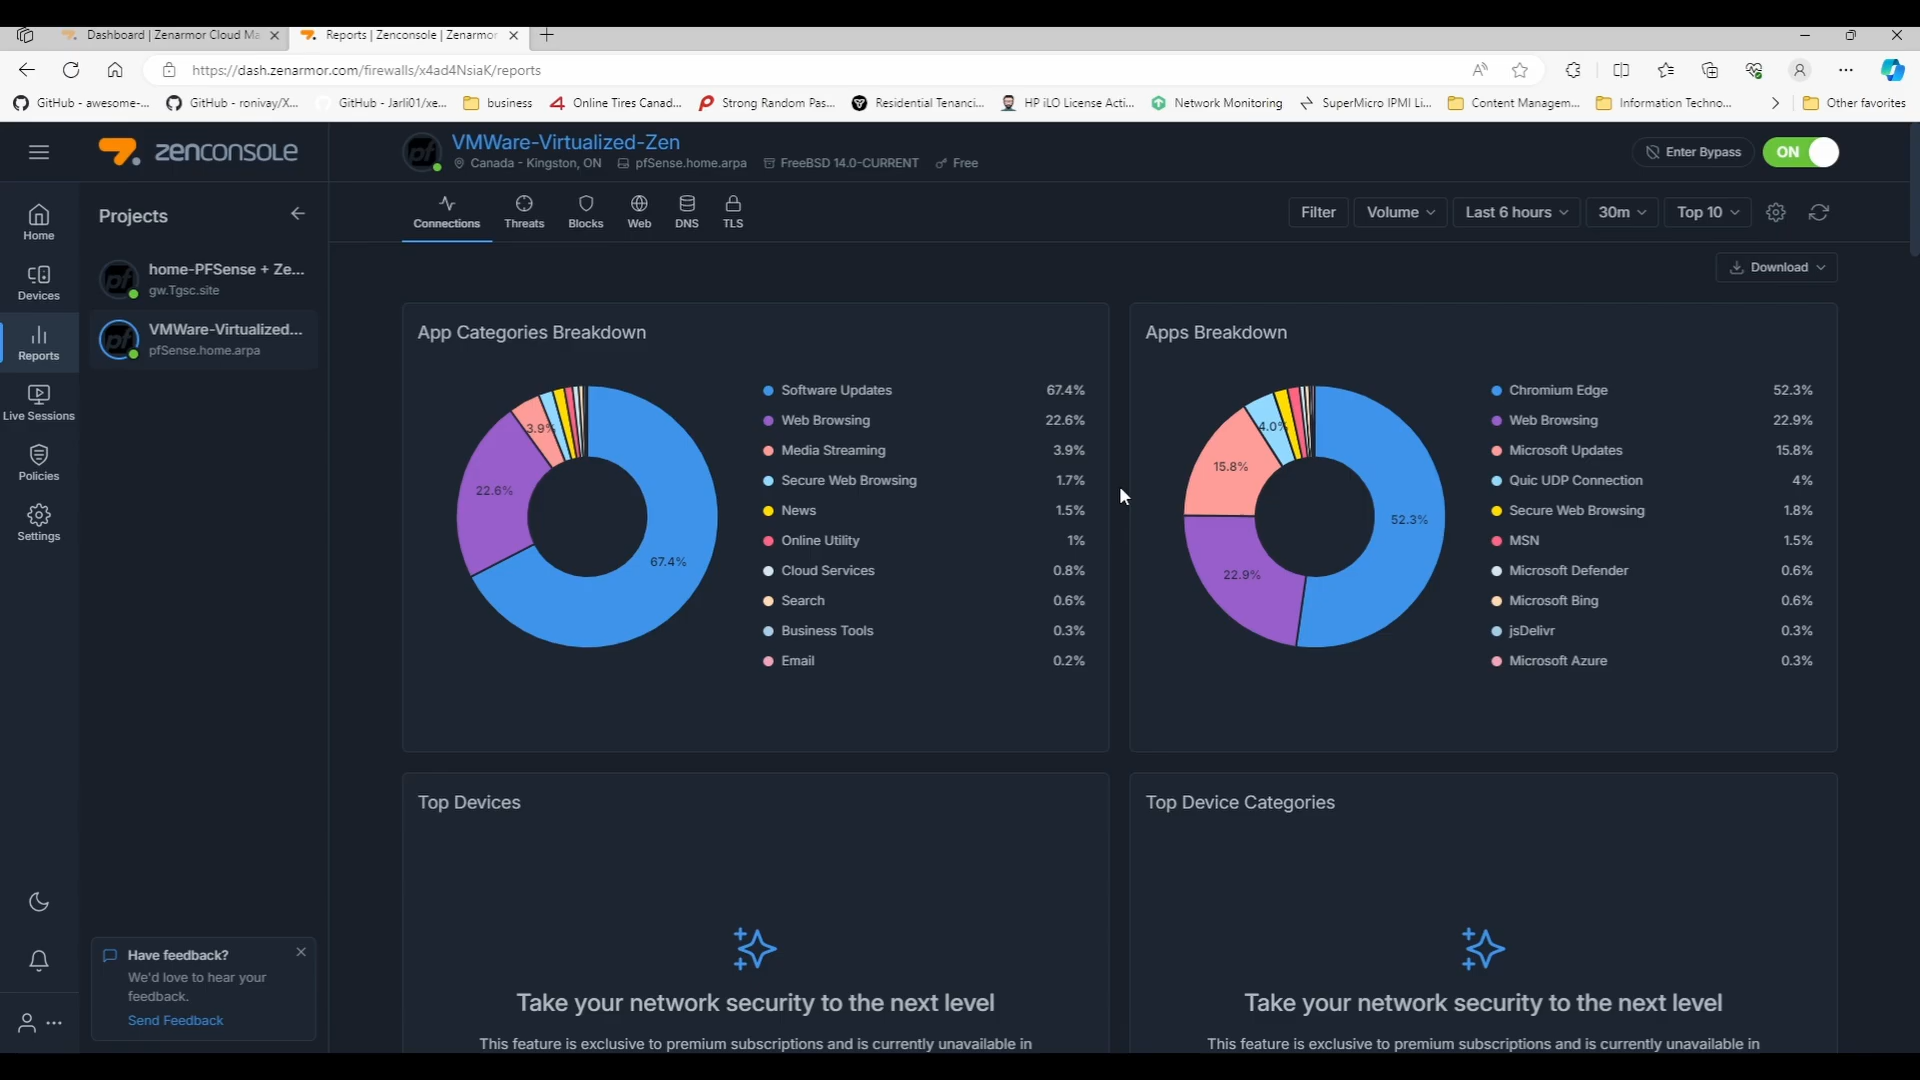 Dashboard | Zenarmor Cloud Ma
Reports | Zenconsole | Zenarmor
https://dash.zenarmor.com/firewalls/x4ad4NsiaK/reports
GitHub - awesome-...
GitHub - ronivay/X...
GitHub - Jarli01/xe...
business
Online Tires Canad...
Strong Random Pas...
Residential Tenanci...
HP iLO License Acti...
Network Monitoring
SuperMicro IPMI Li...
Content Managem...
Information Techno...
Other favorites
zenconsole
VMWare-Virtualized-Zen
Canada - Kingston, ON
pfSense.home.arpa
FreeBSD 14.0-CURRENT
Free
Enter Bypass
ON
Home
Devices
Reports
Live Sessions
Policies
Settings
Projects
home-PFSense + Ze...
gw.Tgsc.site
VMWare-Virtualized...
pfSense.home.arpa
Connections
Threats
Blocks
Web
DNS
TLS
Filter
Volume
Last 6 hours
30m
Top 10
Download
App Categories Breakdown
3.9%
22.6%
67.4%
Software Updates 67.4%
Web Browsing 22.6%
Media Streaming 3.9%
Secure Web Browsing 1.7%
News 1.5%
Online Utility 1%
Cloud Services 0.8%
Search 0.6%
Business Tools 0.3%
Email 0.2%
Apps Breakdown
4.0%
15.8%
52.3%
22.9%
Chromium Edge 52.3%
Web Browsing 22.9%
Microsoft Updates 15.8%
Quic UDP Connection 4%
Secure Web Browsing 1.8%
MSN 1.5%
Microsoft Defender 0.6%
Microsoft Bing 0.6%
jsDelivr 0.3%
Microsoft Azure 0.3%
Top Devices
Take your network security to the next level
This feature is exclusive to premium subscriptions and is currently unavailable in
Top Device Categories
Take your network security to the next level
This feature is exclusive to premium subscriptions and is currently unavailable in
Have feedback?
We'd love to hear your
feedback.
Send Feedback